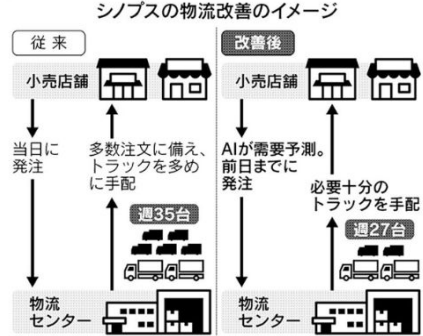 シノプスの物流改善のイメージ
従来
小売店舗
当日に
発注
多数注文に備え、
トラックを多め
に手配
週35台
物流
センター
改善後
小売店舗
AIが需要予測。
前日までに
発注
必要十分の
トラックを手配
週27台
物流
センター